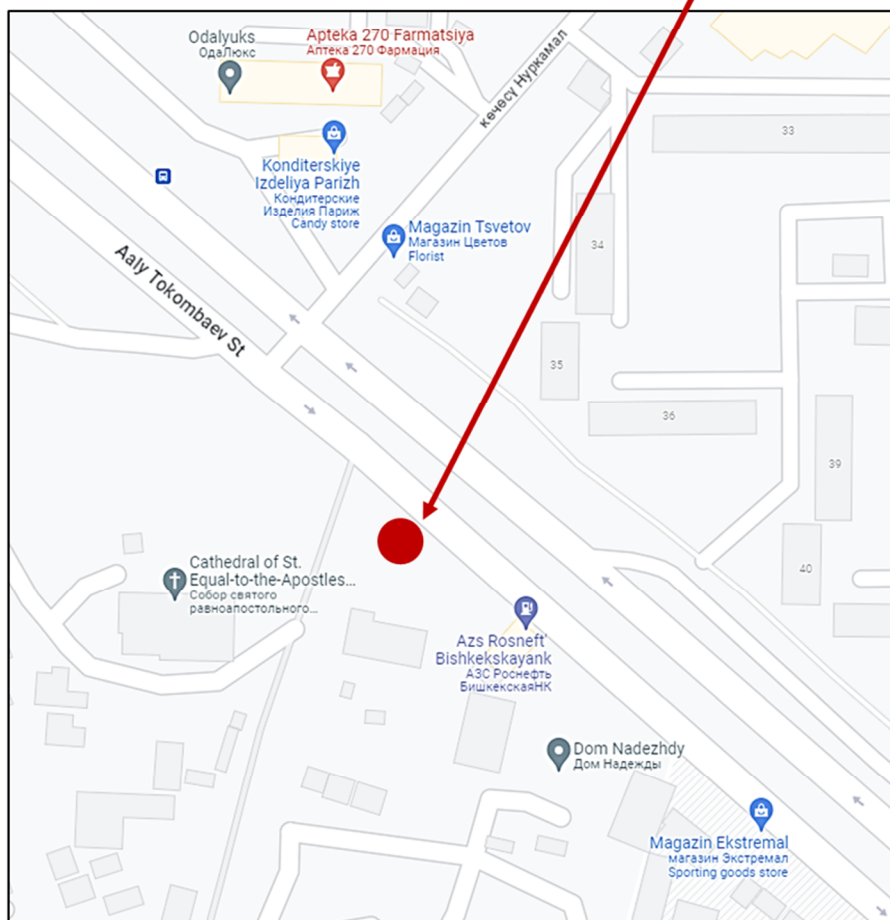 Odalyuks
ОдаЛюкс
Apteka 270 Farmatsiya
Аптека 270 Фармация
көчөсү Нуркамал
33
Konditerskiye
Izdeliya Parizh
Кондитерские
Изделия Париж
Candy store
Magazin Tsvetov
Магазин Цветов
Florist
34
Aaly Tokombaev St
35
36
39
40
Cathedral of St.
Equal-to-the-Apostles...
Собор святого
равноапостольного...
Azs Rosneft'
Bishkekskayank
АЗС Роснефть
БишкекскаяНК
Dom Nadezhdy
Дом Надежды
Magazin Ekstremal
магазин Экстремал
Sporting goods store